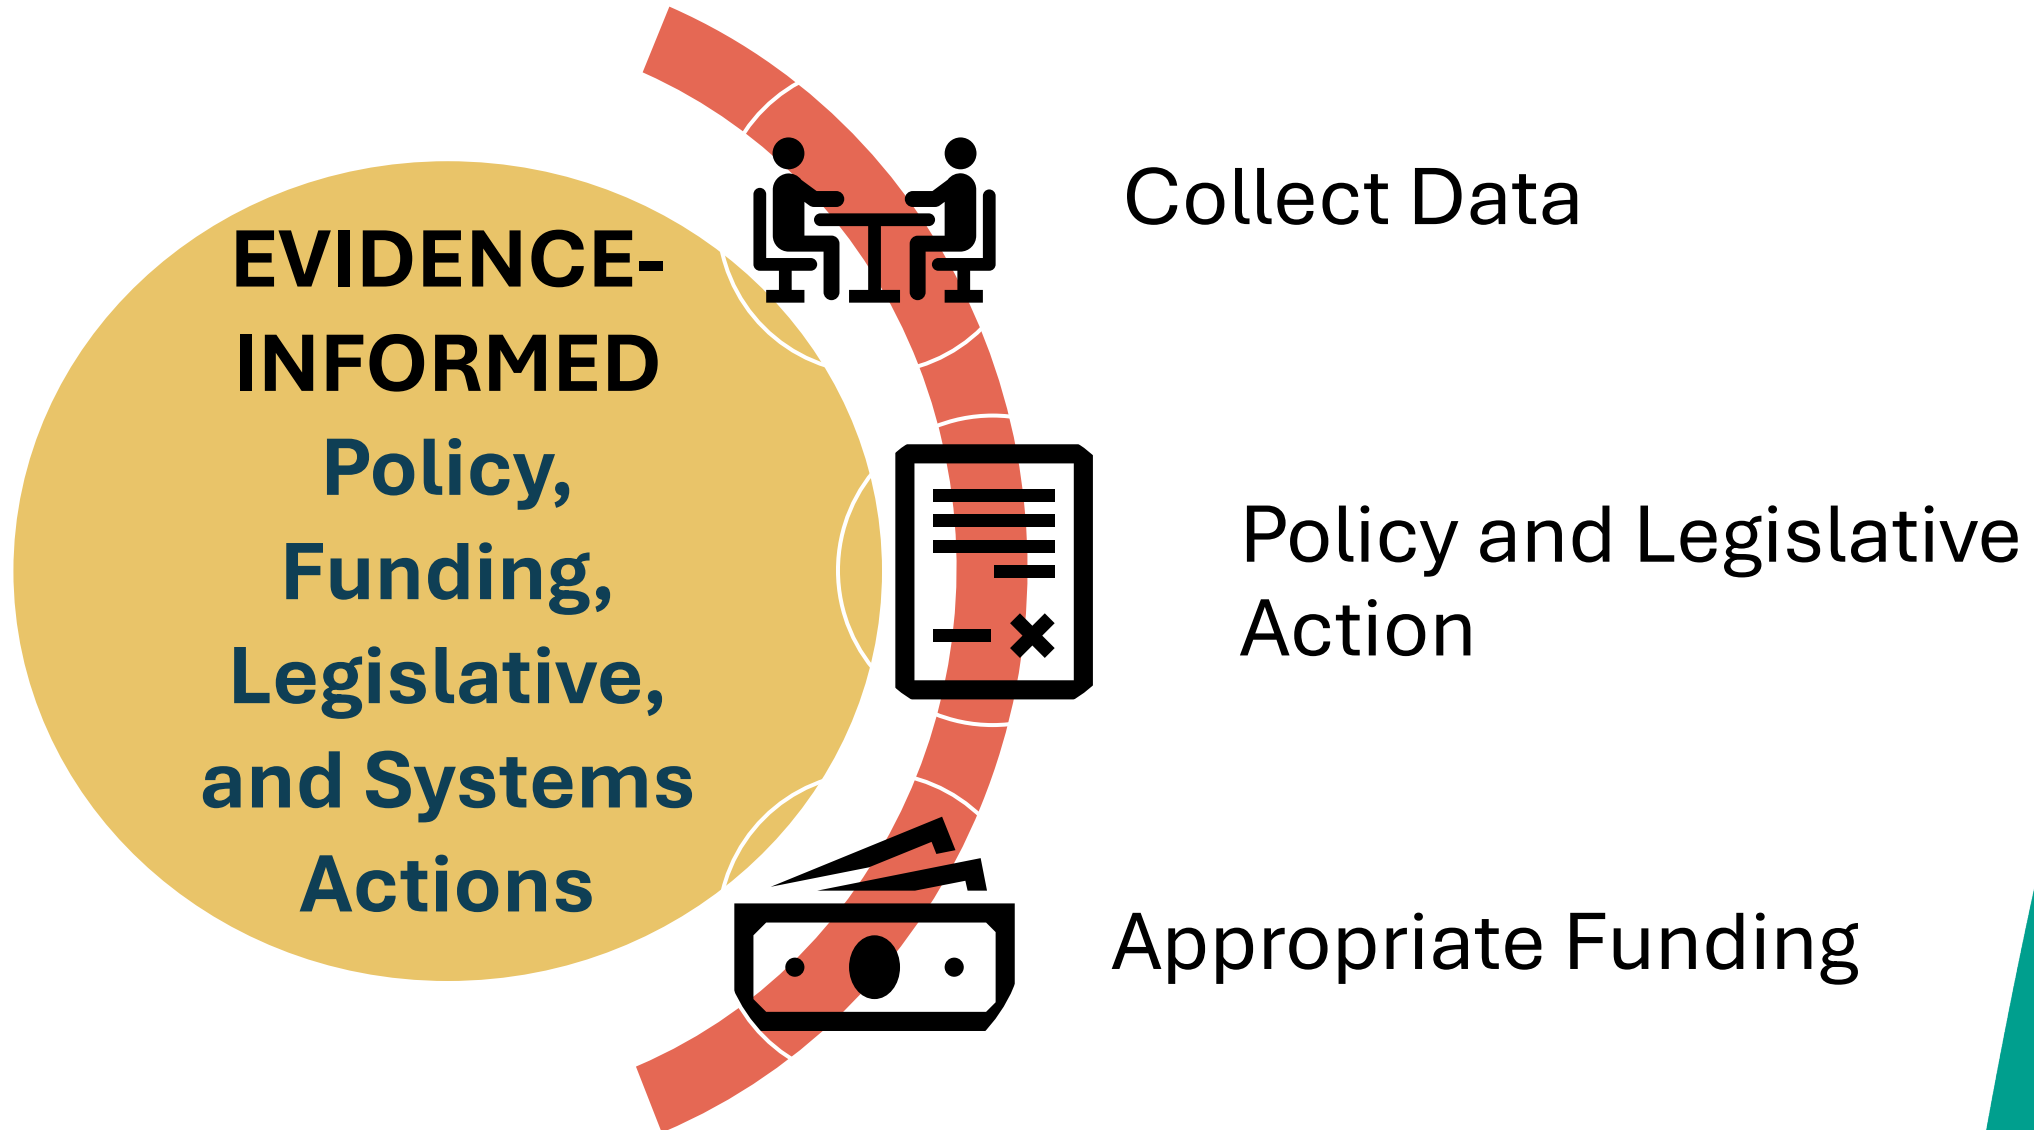 EVIDENCE-
INFORMED
Policy,
Funding,
Legislative,
and Systems
Actions
Collect Data
Policy and Legislative
Action
Appropriate Funding